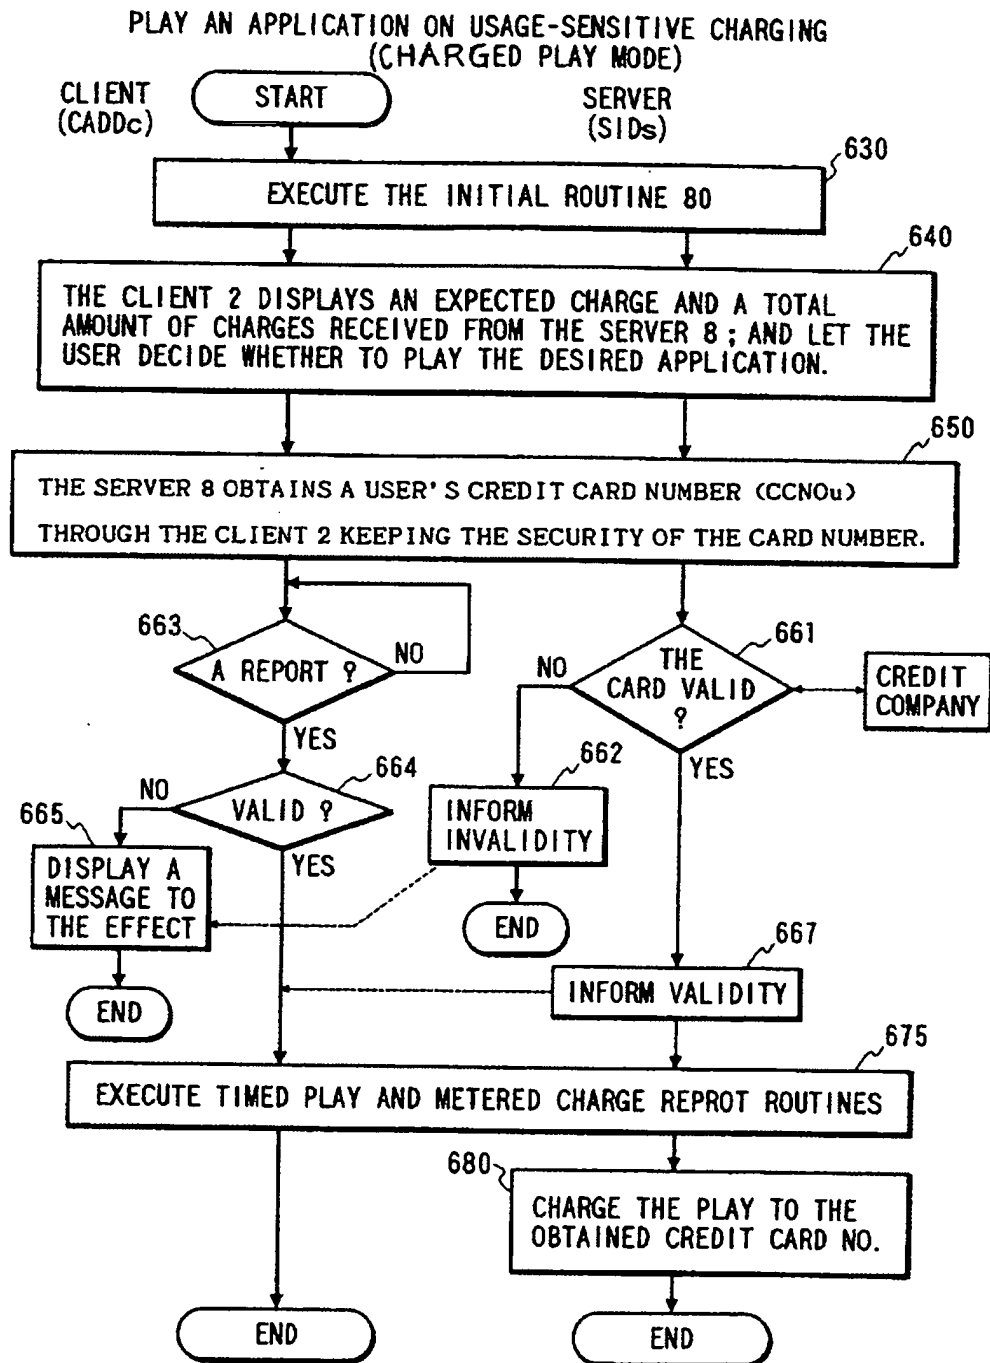 PLAY AN APPLICATION ON USAGE-SENSITIVE CHARGING
(CHARGED PLAY MODE)
CLIENT
(CADDc)
START
SERVER
(SIDs)
630
EXECUTE THE INITIAL ROUTINE 80
640
THE CLIENT 2 DISPLAYS AN EXPECTED CHARGE AND A TOTAL
AMOUNT OF CHARGES RECEIVED FROM THE SERVER 8 ; AND LET THE
USER DECIDE WHETHER TO PLAY THE DESIRED APPLICATION.
650
THE SERVER 8 OBTAINS A USER'S CREDIT CARD NUMBER (CCNOu)
THROUGH THE CLIENT 2 KEEPING THE SECURITY OF THE CARD NUMBER.
663
A REPORT ?
NO
YES
661
THE
CARD VALID
?
NO
YES
CREDIT
COMPANY
664
VALID ?
NO
YES
662
INFORM
INVALIDITY
END
665
DISPLAY A
MESSAGE TO
THE EFFECT
END
667
INFORM VALIDITY
675
EXECUTE TIMED PLAY AND METERED CHARGE REPROT ROUTINES
680
CHARGE THE PLAY TO THE
OBTAINED CREDIT CARD NO.
END
END